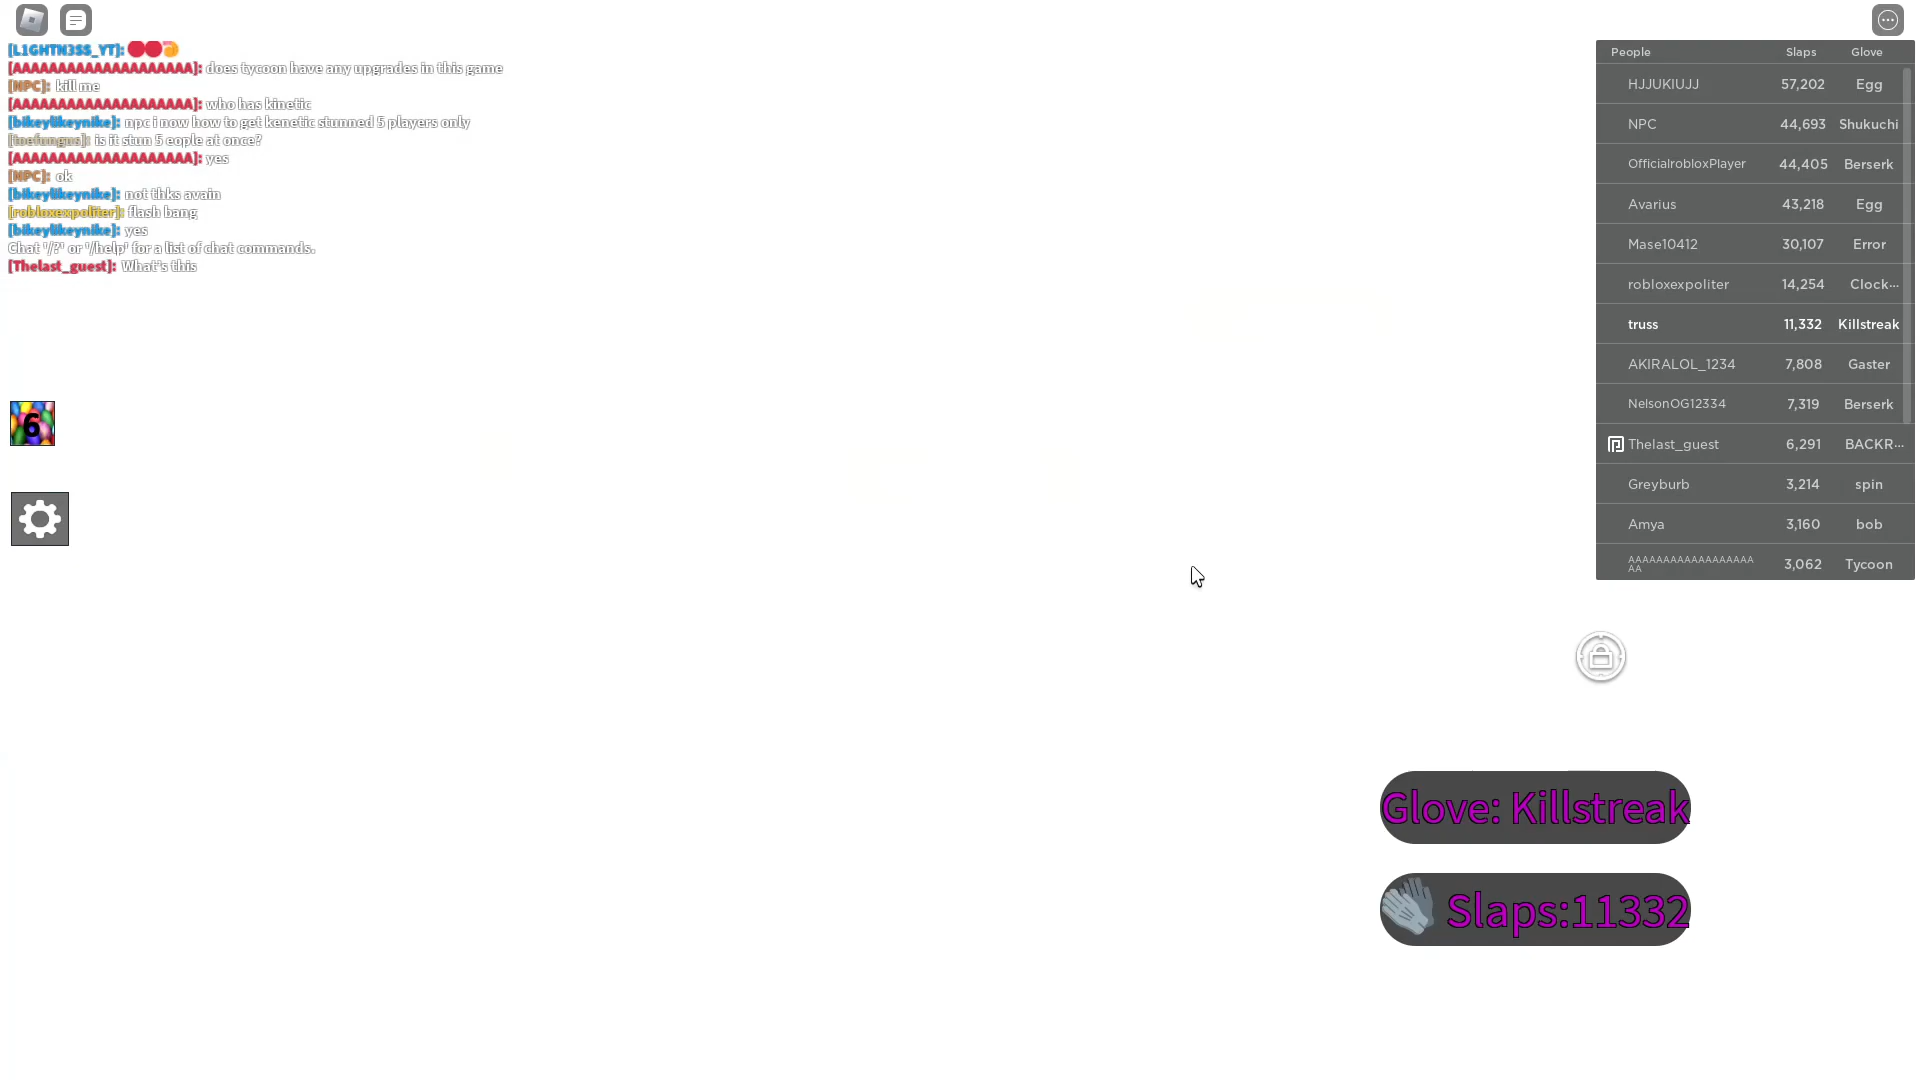 [L1GHTN3SS_YT]:
[AAAAAAAAAAAAAAAAAAAA]: does tycoon have any upgrades in this game
[NPC]: kill me
[AAAAAAAAAAAAAAAAAAAA]: who has kinetic
[bikeylikeynike]: npc i now how to get kenetic stunned 5 players only
[toefungus]: is it stun 5 eople at once?
[AAAAAAAAAAAAAAAAAAAA]: yes
[NPC]: ok
[bikeylikeynike]: not thks avain
[robloxexpoliter]: flash bang
[bikeylikeynike]: yes
Chat '/?' or '/help' for a list of chat commands.
[Thelast_guest]: What's this
6
People Slaps Glove
HJJUKIUJJ 57,202 Egg
NPC 44,693 Shukuchi
OfficialrobloxPlayer 44,405 Berserk
Avarius 43,218 Egg
Mase10412 30,107 Error
robloxexpoliter 14,254 Clock...
truss 11,332 Killstreak
AKIRALOL_1234 7,808 Gaster
NelsonOG12334 7,319 Berserk
Thelast_guest 6,291 BACKR...
Greyburb 3,214 spin
Amya 3,160 bob
AAAAAAAAAAAAAAAAAA
AA 3,062 Tycoon
Glove: Killstreak
Slaps:11332